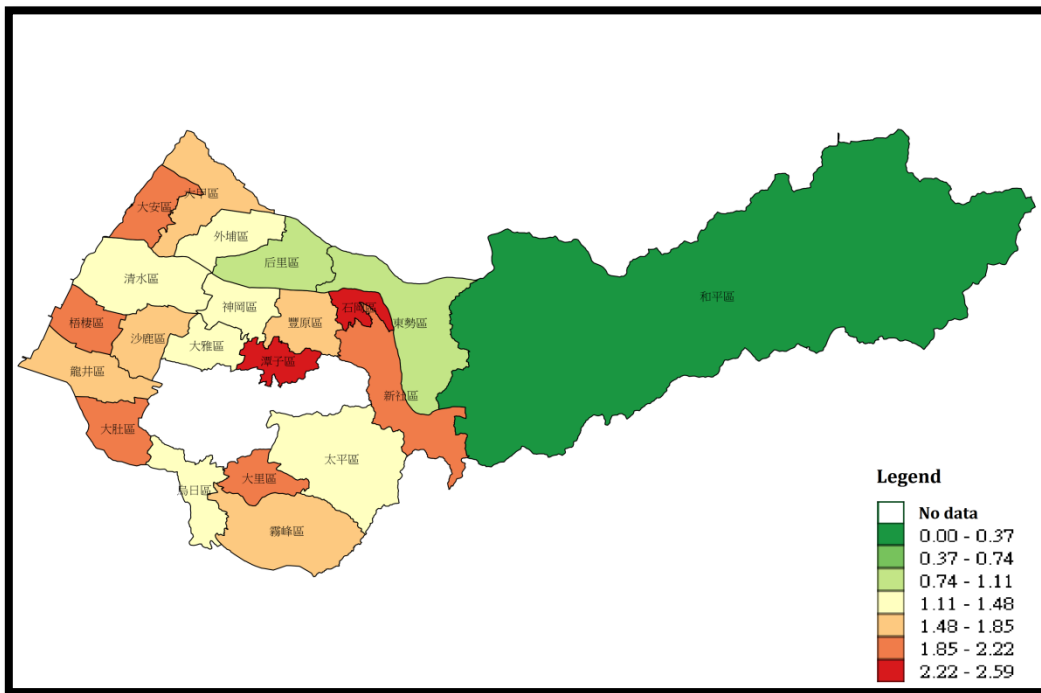 大甲區
大安區
外埔區
后里區
清水區
和平區
神岡區
石岡區
梧棲區
豐原區
東勢區
沙鹿區
大雅區
潭子區
龍井區
新社區
大肚區
太平區
大里區
烏日區
霧峰區
Legend
No data
0.00 - 0.37
0.37 - 0.74
0.74 - 1.11
1.11 - 1.48
1.48 - 1.85
1.85 - 2.22
2.22 - 2.59